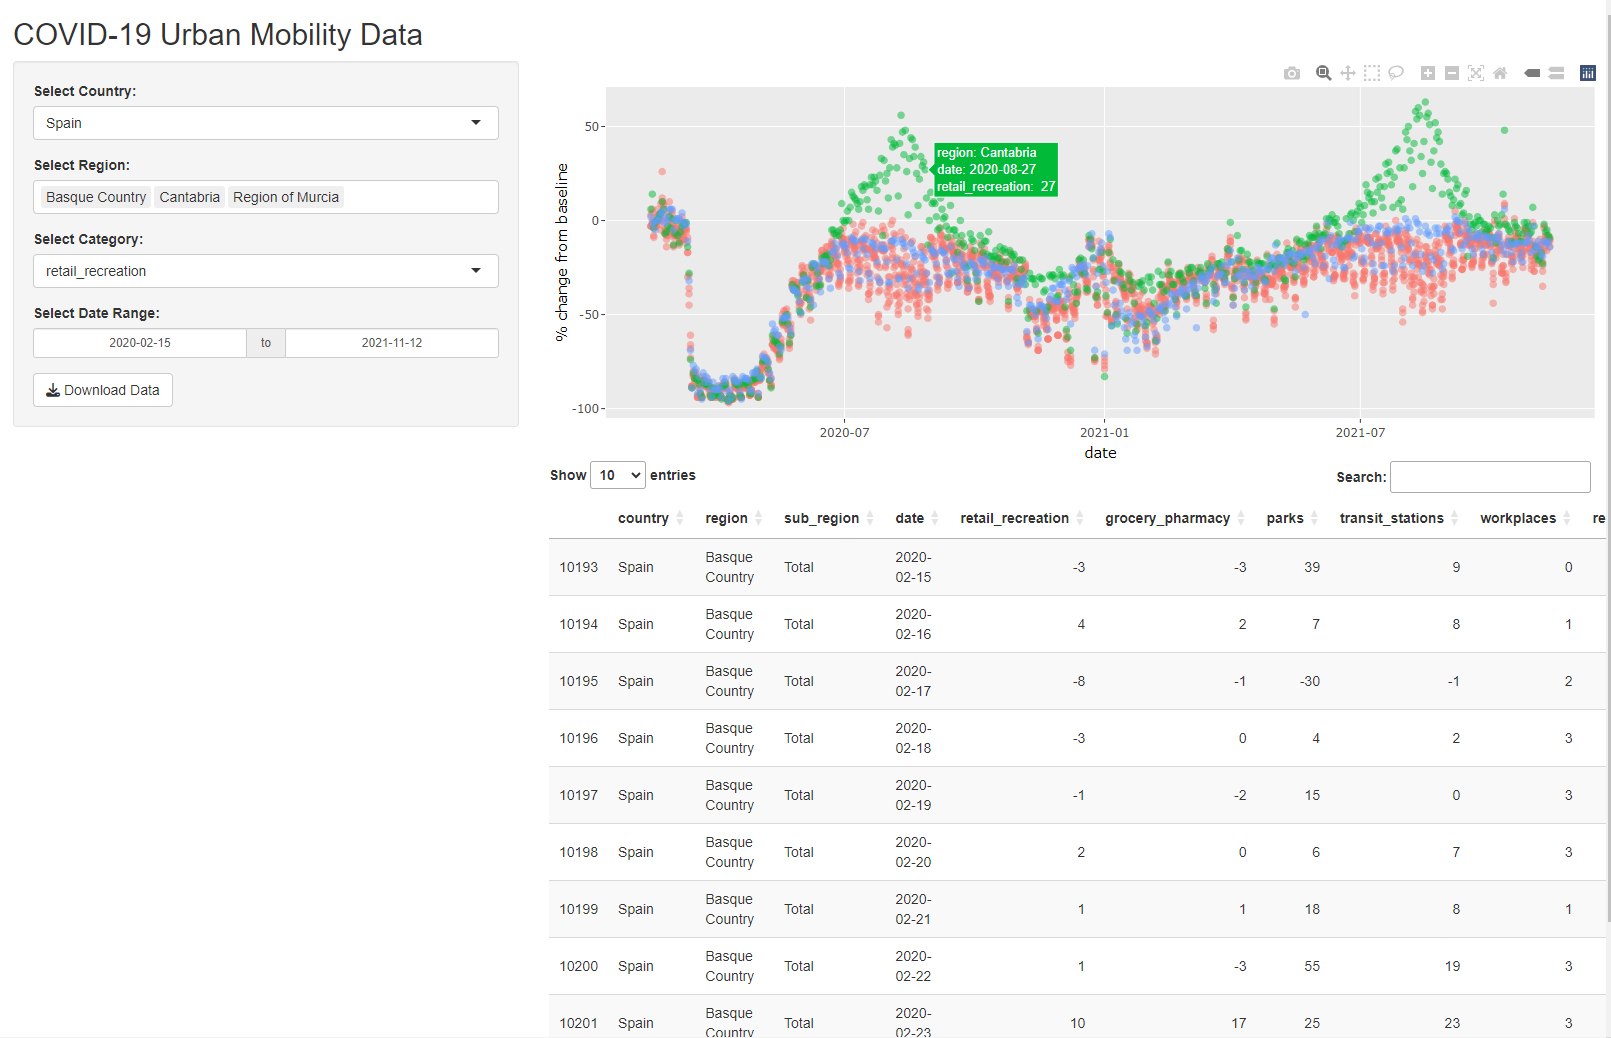 COVID-19 Urban Mobility Data
Select Country:
Spain
Select Region:
Basque Country Cantabria Region of Murcia
Select Category:
retail_recreation
Select Date Range:
2020-02-15 to 2021-11-12
Download Data
% change from baseline
50
0
-50
-100
region: Cantabria
date: 2020-08-27
retail_recreation: 27
2020-07 2021-01 2021-07
date
Show 10 entries Search:
country region sub_region date retail_recreation grocery_pharmacy parks transit_stations workplaces re
10193 Spain Basque Country Total 2020-02-15 -3 -3 39 9 0
10194 Spain Basque Country Total 2020-02-16 4 2 7 8 1
10195 Spain Basque Country Total 2020-02-17 -8 -1 -30 -1 2
10196 Spain Basque Country Total 2020-02-18 -3 0 4 2 3
10197 Spain Basque Country Total 2020-02-19 -1 -2 15 0 3
10198 Spain Basque Country Total 2020-02-20 2 0 6 7 3
10199 Spain Basque Country Total 2020-02-21 1 1 18 8 1
10200 Spain Basque Country Total 2020-02-22 1 -3 55 19 3
10201 Spain Basque Country Total 2020-02-23 10 17 25 23 3